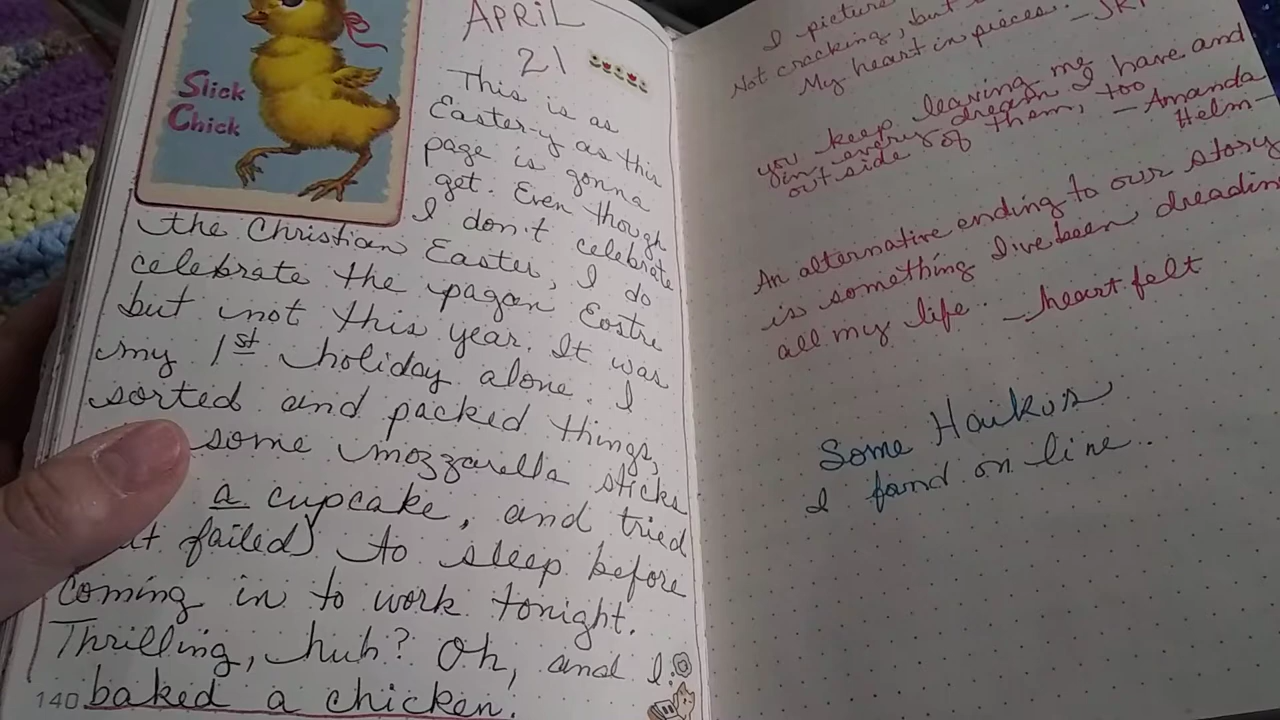 Slick
Chick
APRIL
21
This is as
Easter-y as this
page is gonna
get. Even though
I don't celebrate
the Christian Easter, I do
celebrate the pagan Eostre
but not this year. It was
my 1st holiday alone. I
sorted and packed things,
some mozzarella sticks
a cupcake, and tried
ut failed) to sleep before
coming in to work tonight.
Thrilling, huh? Oh, and I
baked a chicken.
140
I picture
Not cracking, but
My heart in pieces.
you keep leaving me
in every dream I have and
outside of them, too
- Amanda
Helm-
An alternative ending to our story
is something I've been dreadin
all my life. - heart felt
Some Haikus
I fond on line..